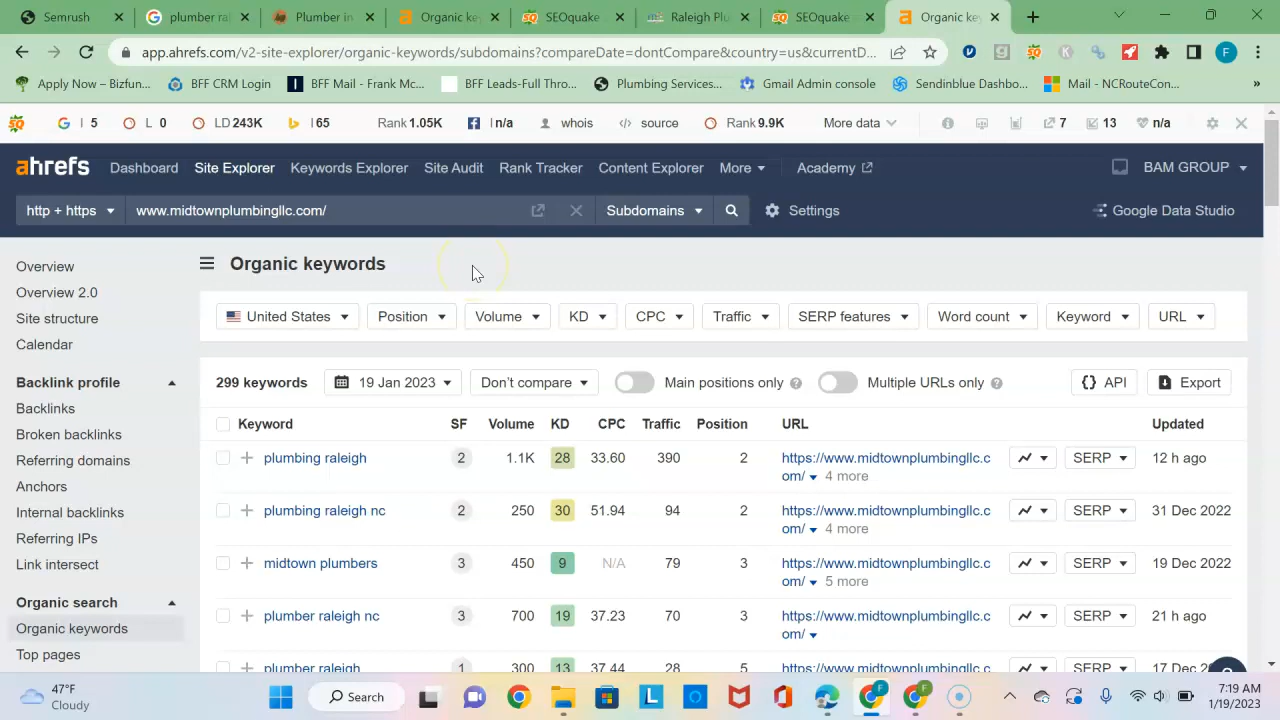 Semrush
plumber ral
Plumber in
Organic key
SEOquake
Raleigh Plu
SEOquake
Organic key
app.ahrefs.com/v2-site-explorer/organic-keywords/subdomains?compareDate=dontCompare&country=us&currentD...
F
Apply Now – Bizfun...
BFF CRM Login
BFF Mail - Frank Mc...
BFF Leads-Full Thro...
Plumbing Services...
Gmail Admin console
Sendinblue Dashbo...
Mail - NCRouteCon...
»
I 5
L 0
LD 243K
I 65
Rank 1.05K
I n/a
whois
source
Rank 9.9K
More data
7
13
n/a
ahrefs Dashboard Site Explorer Keywords Explorer Site Audit Rank Tracker Content Explorer More Academy BAM GROUP
http + https www.midtownplumbingllc.com/ Subdomains Settings Google Data Studio
Overview
Overview 2.0
Site structure
Calendar
Backlink profile
Backlinks
Broken backlinks
Referring domains
Anchors
Internal backlinks
Referring IPs
Link intersect
Organic search
Organic keywords
Top pages
Organic keywords
United States Position Volume KD CPC Traffic SERP features Word count Keyword URL
299 keywords 19 Jan 2023 Don't compare Main positions only ? Multiple URLs only ? {} API Export
Keyword SF Volume KD CPC Traffic Position URL Updated
plumbing raleigh 2 1.1K 28 33.60 390 2 https://www.midtownplumbingllc.c SERP 12 h ago
om/ 4 more
plumbing raleigh nc 2 250 30 51.94 94 2 https://www.midtownplumbingllc.c SERP 31 Dec 2022
om/ 4 more
midtown plumbers 3 450 9 N/A 79 3 https://www.midtownplumbingllc.c SERP 19 Dec 2022
om/ 5 more
plumber raleigh nc 3 700 19 37.23 70 3 https://www.midtownplumbingllc.c SERP 21 h ago
om/
plumber raleigh 1 300 13 37.44 28 5 https://www.midtownplumbingllc.c SERP 17 Dec 20
47°F
Cloudy
Search
7:19 AM
1/19/2023